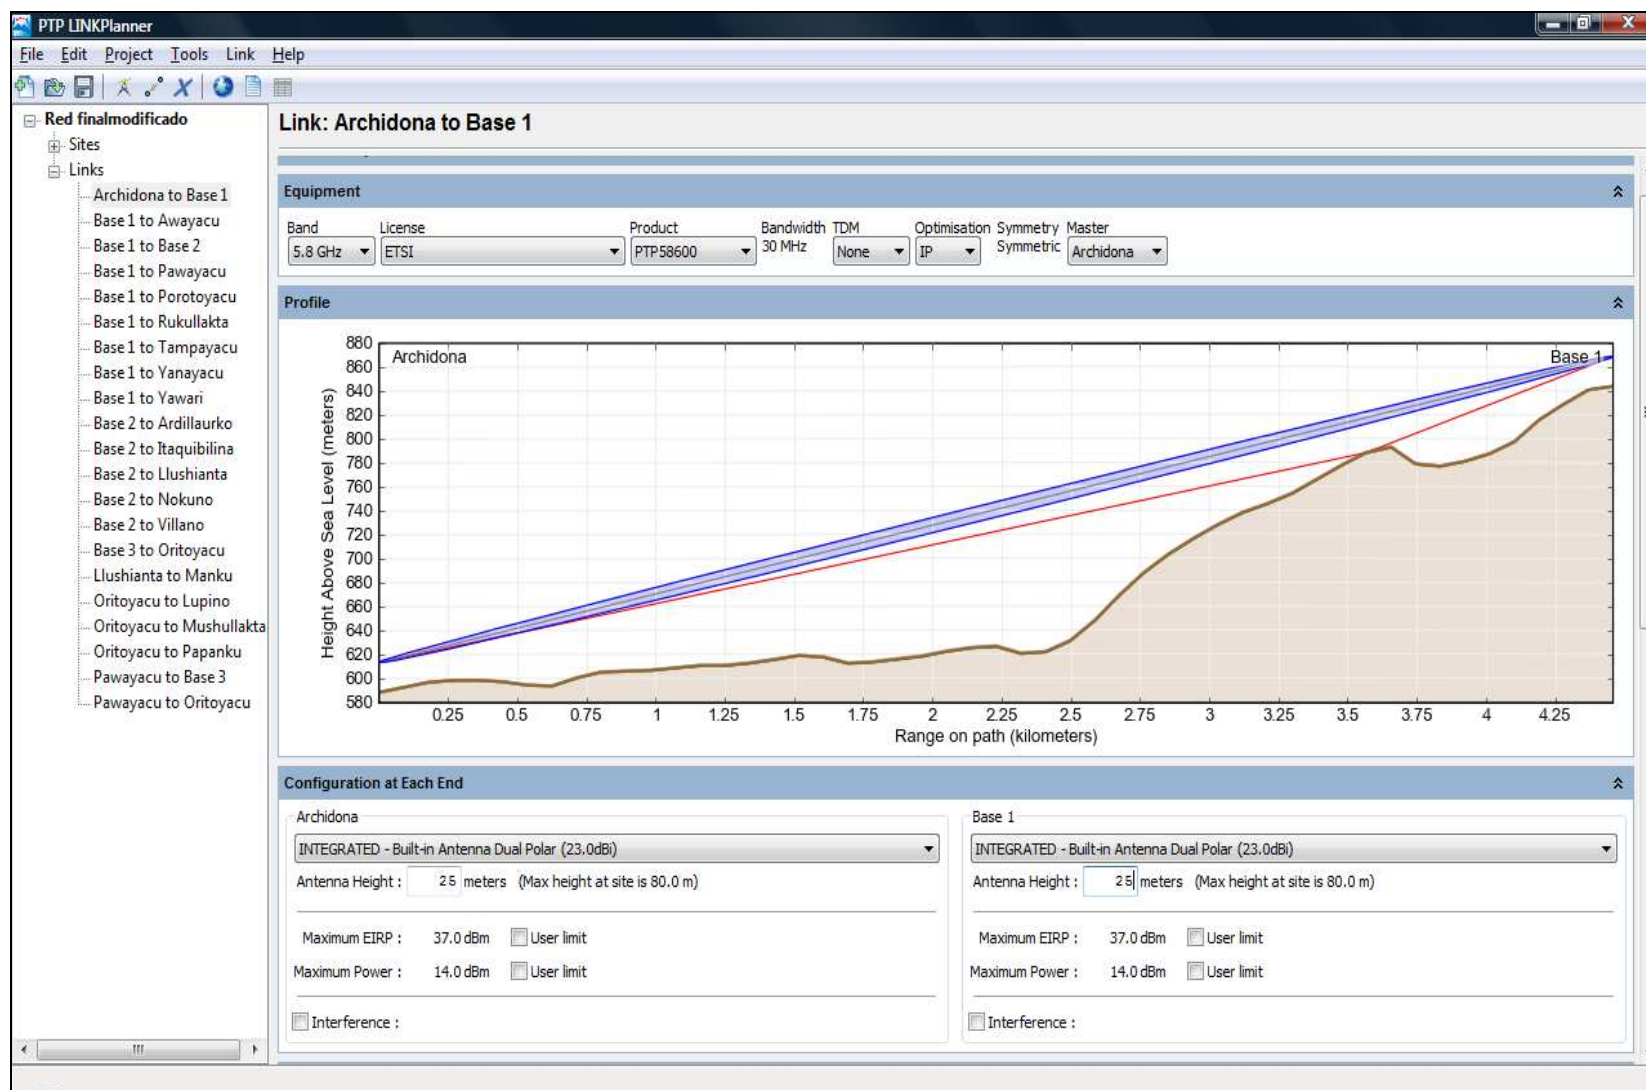 PTP LINKPlanner
File Edit Project Tools Link Help
Red finalmodificado
Sites
Links
Archidona to Base 1
Base 1 to Awayacu
Base 1 to Base 2
Base 1 to Pawayacu
Base 1 to Porotoyacu
Base 1 to Rukullakta
Base 1 to Tampayacu
Base 1 to Yanayacu
Base 1 to Yawari
Base 2 to Ardillaurko
Base 2 to Itaquibilina
Base 2 to Llushianta
Base 2 to Nokuno
Base 2 to Villano
Base 3 to Oritoyacu
Llushianta to Manku
Oritoyacu to Lupino
Oritoyacu to Mushullakta
Oritoyacu to Papanku
Pawayacu to Base 3
Pawayacu to Oritoyacu
Link: Archidona to Base 1
Equipment
Band License Product Bandwidth TDM Optimisation Symmetry Master
5.8 GHz ETSI PTP58600 30 MHz None IP Symmetric Archidona
Profile
Archidona Base 1
Height Above Sea Level (meters)
880
860
840
820
800
780
760
740
720
700
680
660
640
620
600
580
0.25 0.5 0.75 1 1.25 1.5 1.75 2 2.25 2.5 2.75 3 3.25 3.5 3.75 4 4.25
Range on path (kilometers)
Configuration at Each End
Archidona
INTEGRATED - Built-in Antenna Dual Polar (23.0dBi)
Antenna Height : 25 meters (Max height at site is 80.0 m)
Maximum EIRP : 37.0 dBm User limit
Maximum Power : 14.0 dBm User limit
Interference :
Base 1
INTEGRATED - Built-in Antenna Dual Polar (23.0dBi)
Antenna Height : 25 meters (Max height at site is 80.0 m)
Maximum EIRP : 37.0 dBm User limit
Maximum Power : 14.0 dBm User limit
Interference :